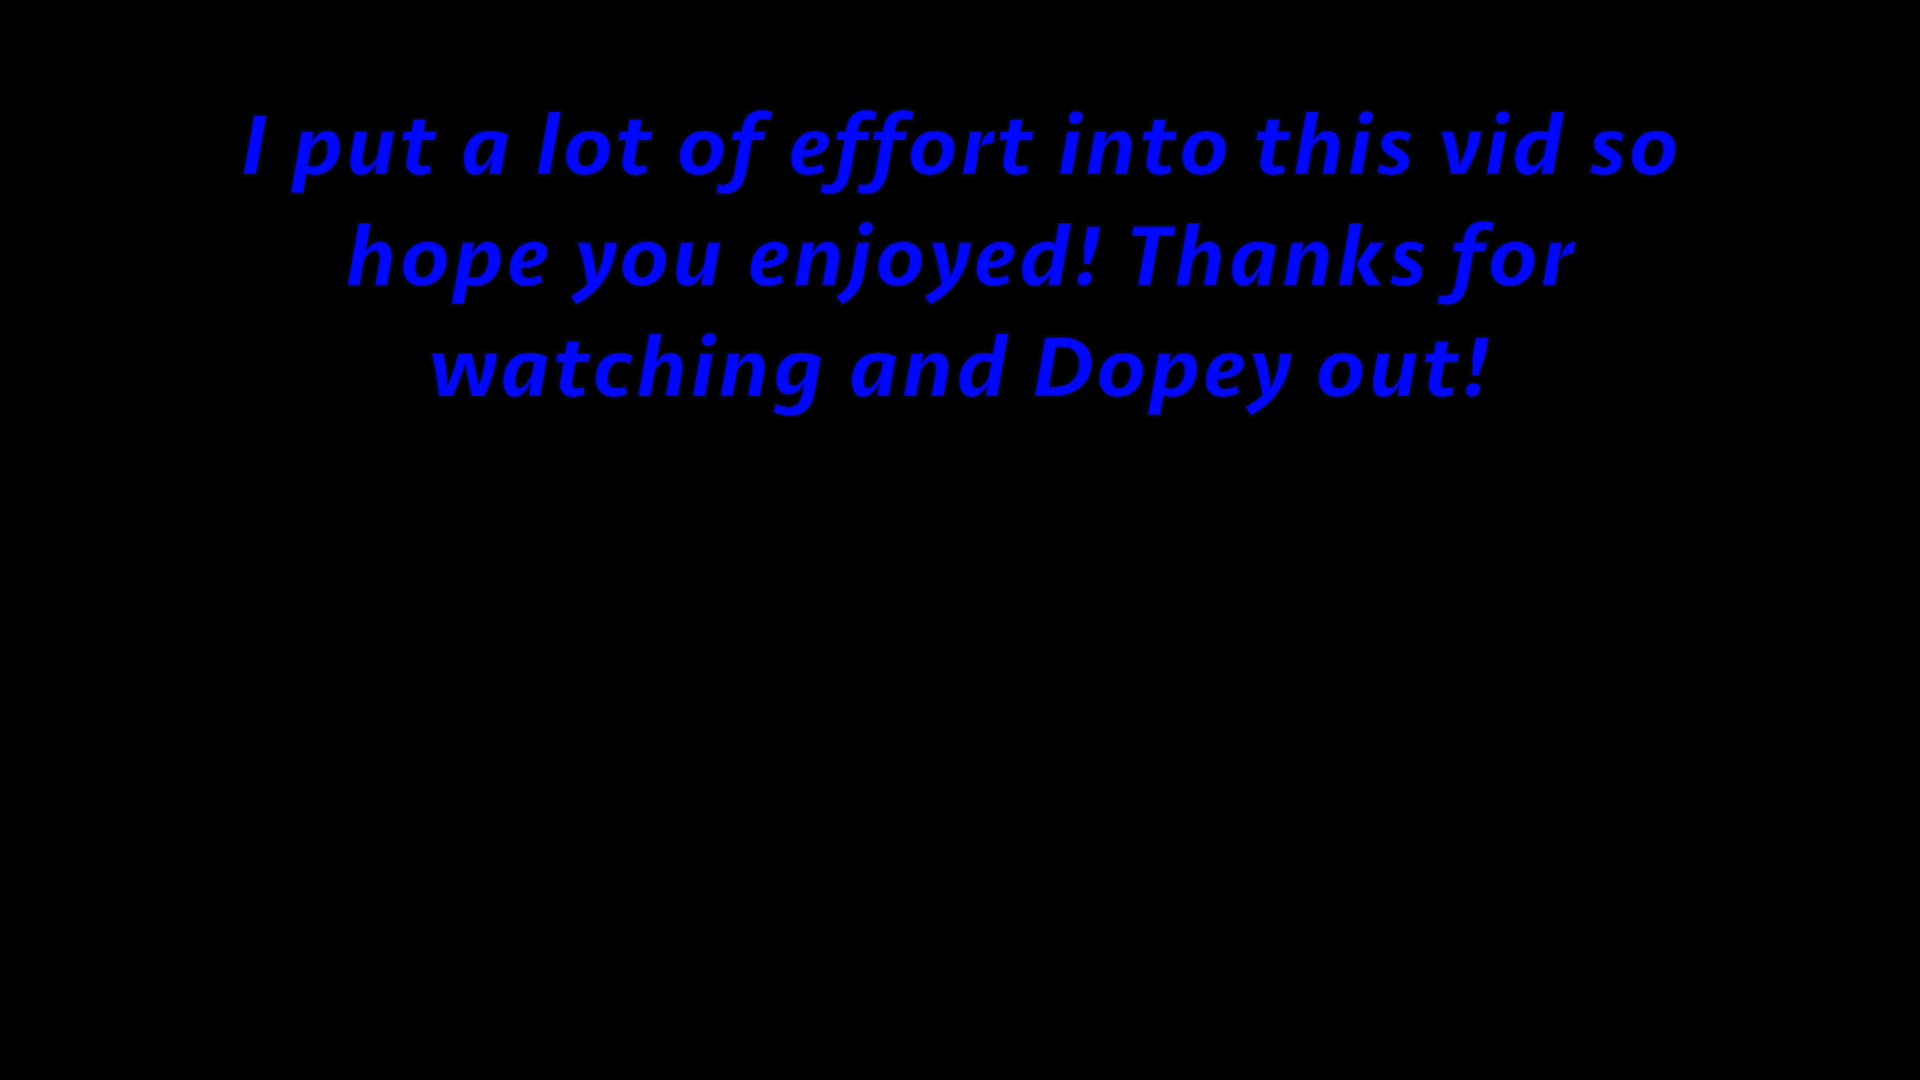 I put a lot of effort into this vid so
hope you enjoyed! Thanks for
watching and Dopey out!